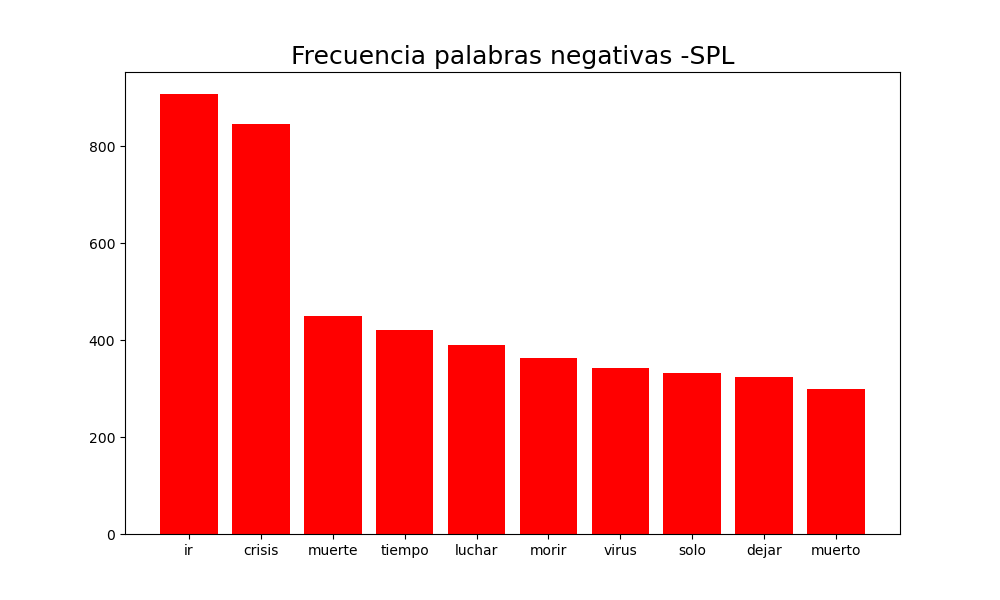 Frecuencia palabras negativas -SPL
800
600
400
200
0
ir crisis muerte tiempo luchar morir virus solo dejar muerto